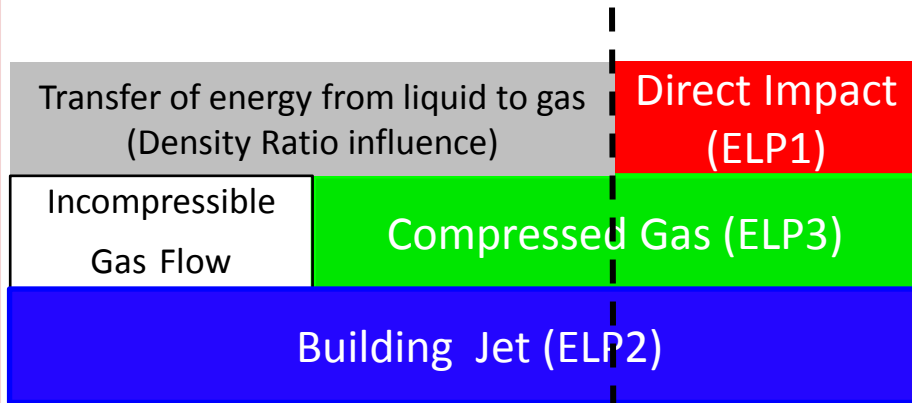 Transfer of energy from liquid to gas
(Density Ratio influence)
Direct Impact
(ELP1)
Incompressible
Gas Flow
Compressed Gas (ELP3)
Building Jet (ELP2)